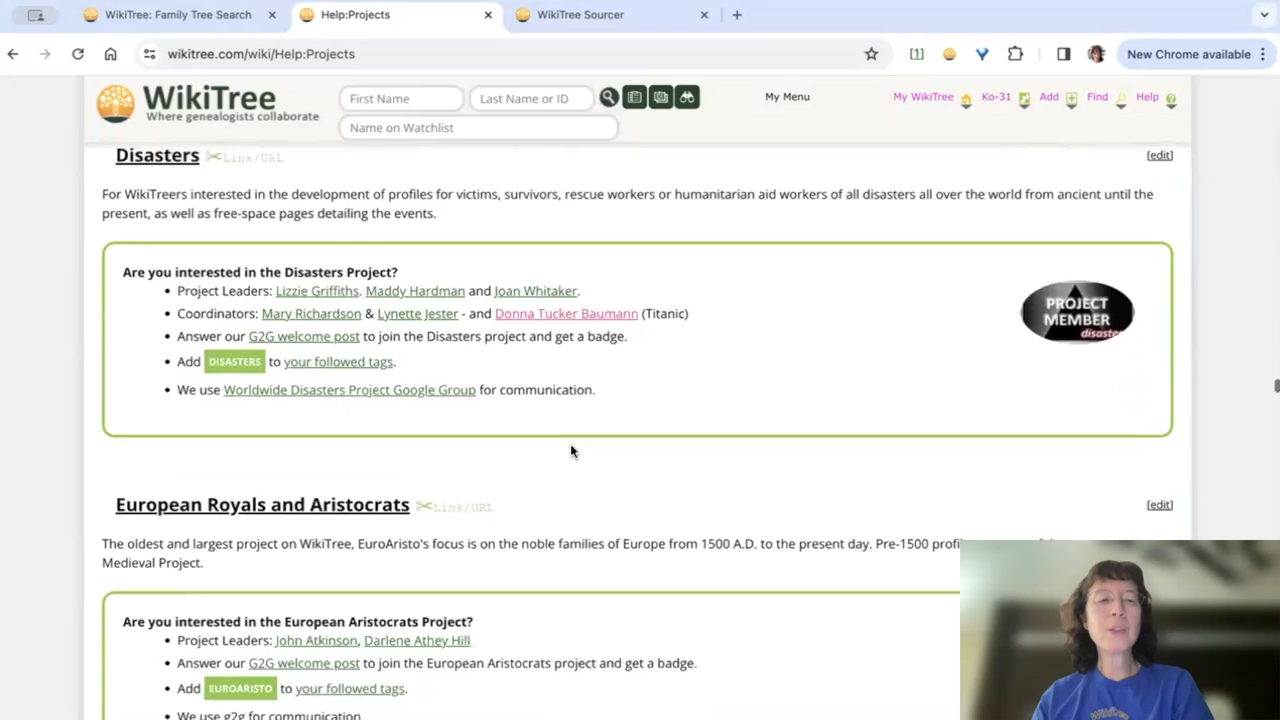 WikiTree: Family Tree Search
Help:Projects
WikiTree Sourcer
wikitree.com/wiki/Help:Projects
New Chrome available
WikiTree
Where genealogists collaborate
First Name
Last Name or ID
Name on Watchlist
My Menu
My WikiTree
Ko-31
Add
Find
Help
Disasters Link/URL [edit]
For WikiTreers interested in the development of profiles for victims, survivors, rescue workers or humanitarian aid workers of all disasters all over the world from ancient until the
present, as well as free-space pages detailing the events.
Are you interested in the Disasters Project?
• Project Leaders: Lizzie Griffiths. Maddy Hardman and Joan Whitaker.
• Coordinators: Mary Richardson & Lynette Jester - and Donna Tucker Baumann (Titanic)
• Answer our G2G welcome post to join the Disasters project and get a badge.
• Add DISASTERS to your followed tags.
• We use Worldwide Disasters Project Google Group for communication.
PROJECT
MEMBER
disaster
European Royals and Aristocrats Link/URL [edit]
The oldest and largest project on WikiTree, EuroAristo's focus is on the noble families of Europe from 1500 A.D. to the present day. Pre-1500
Medieval Project.
Are you interested in the European Aristocrats Project?
• Project Leaders: John Atkinson, Darlene Athey Hill
• Answer our G2G welcome post to join the European Aristocrats project and get a badge.
• Add EUROARISTO to your followed tags.
• We use g2g for communication.